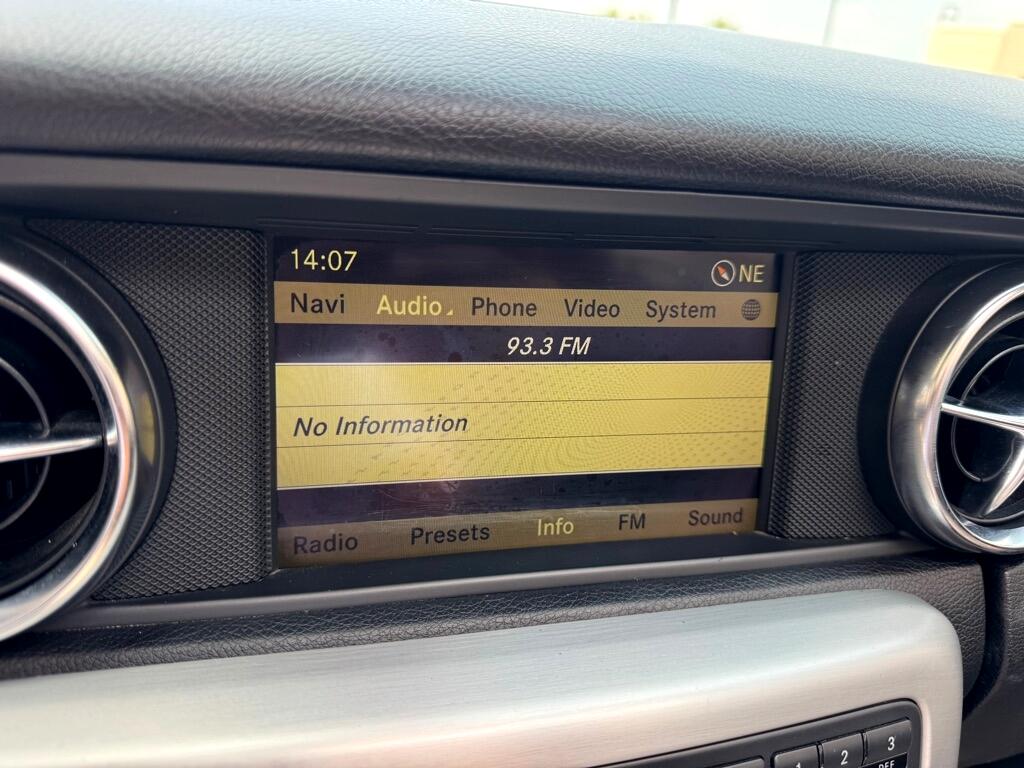 14:07 NE
Navi Audio Phone Video System
93.3 FM
No Information
Radio Presets Info FM Sound
1 2 3
OFF